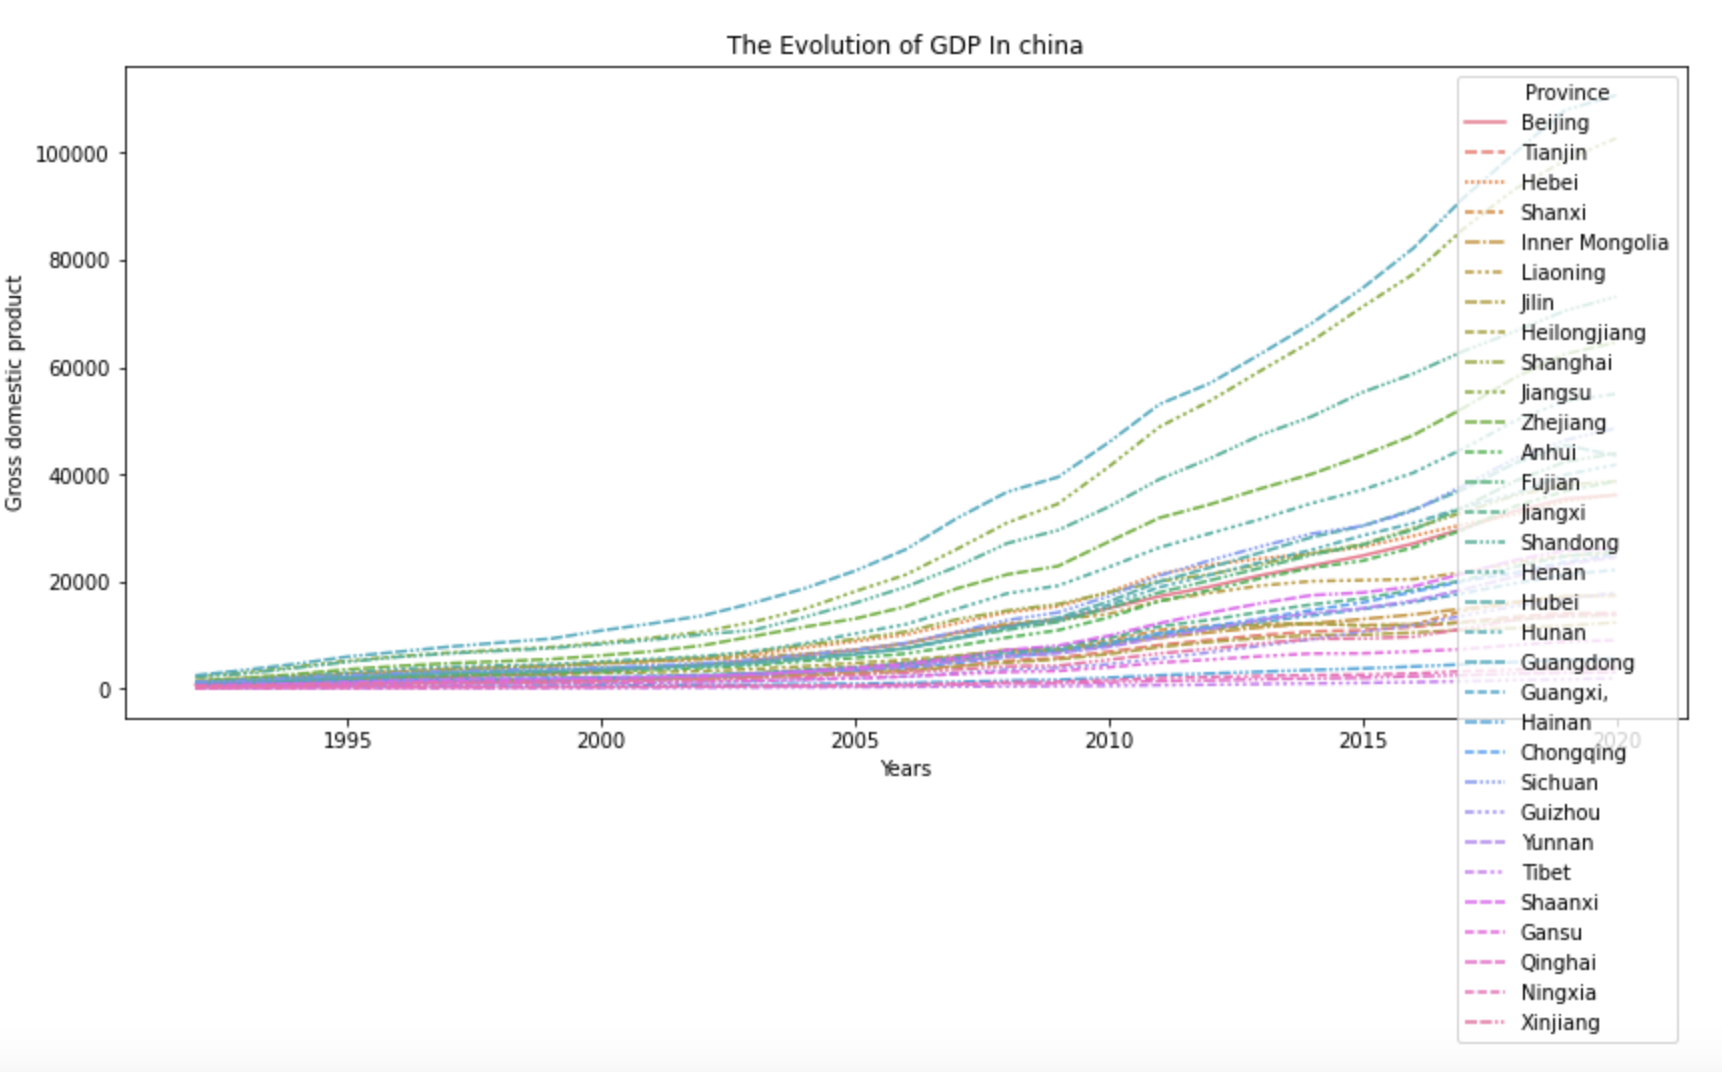 The Evolution of GDP In china
Gross domestic product
100000
80000
60000
40000
20000
0
1995
2000
2005
2010
2015
2020
Years
Province
Beijing
Tianjin
Hebei
Shanxi
Inner Mongolia
Liaoning
Jilin
Heilongjiang
Shanghai
Jiangsu
Zhejiang
Anhui
Fujian
Jiangxi
Shandong
Henan
Hubei
Hunan
Guangdong
Guangxi,
Hainan
Chongqing
Sichuan
Guizhou
Yunnan
Tibet
Shaanxi
Gansu
Qinghai
Ningxia
Xinjiang